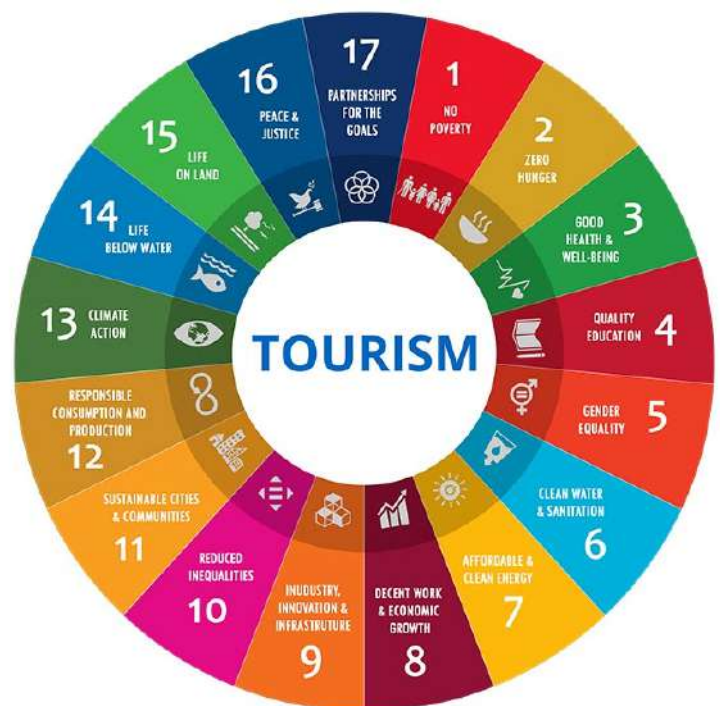 TOURISM
1
NO
POVERTY
2
ZERO
HUNGER
GOOD
HEALTH &
WELL-BEING
3
QUALITY
EDUCATION
4
GENDER
EQUALITY
5
CLEAN WATER
& SANITATION
6
AFFORDABLE &
CLEAN ENERGY
7
DECENT WORK
& ECONOMIC
GROWTH
8
INUDUSTRY,
INNOVATION &
INFRASTRUTURE
9
REDUCED
INEQUALITIES
10
SUSTAINABLE CITIES
& COMMUNITIES
11
RESPONSIBLE
CONSUMPTION AND
PRODUCTION
12
13
CLIMATE
ACTION
14
LIFE
BELOW WATER
15
LIFE
ON LAND
16
PEACE &
JUSTICE
17
PARTNERSHIPS
FOR THE
GOALS